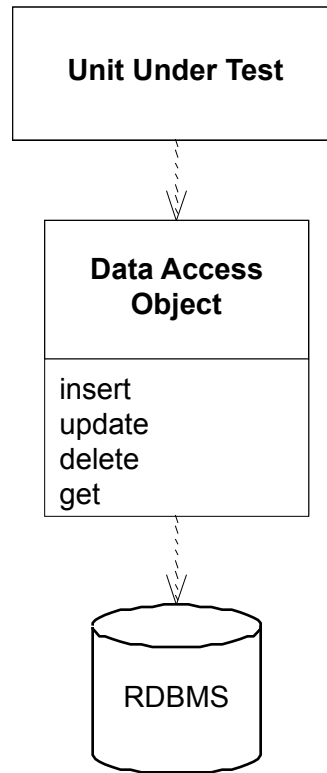 Unit Under Test
Data Access
Object
insert
update
delete
get
RDBMS